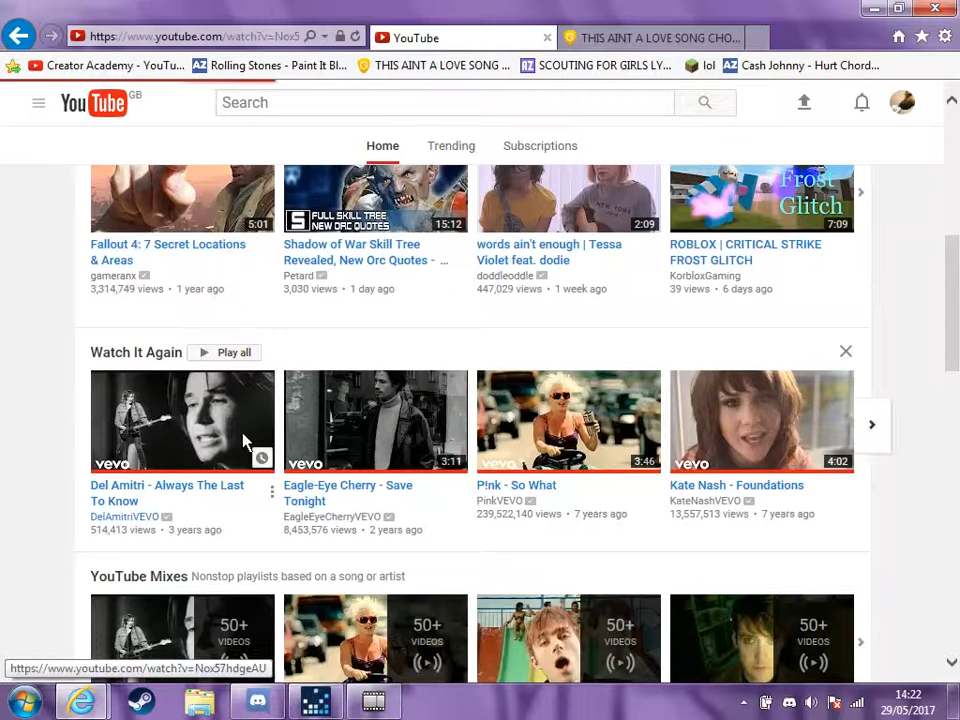 https://www.youtube.com/watch?v=Nox5
YouTube
THIS AINT A LOVE SONG CHO...
Creator Academy - YouTu...
AZ Rolling Stones - Paint It Bl...
THIS AINT A LOVE SONG ...
AZ SCOUTING FOR GIRLS LY...
lol
AZ Cash Johnny - Hurt Chord...
YouTube GB
Search
Home
Trending
Subscriptions
5:01
S FULL SKILL TREE
NEW ORC QUOTES
15:12
NEW YORK
2:09
Frost
Glitch
7:09
Fallout 4: 7 Secret Locations
& Areas
gameranx
3,314,749 views • 1 year ago
Shadow of War Skill Tree
Revealed, New Orc Quotes - ...
Petard
3,030 views • 1 day ago
words ain't enough | Tessa
Violet feat. dodie
doddleoddle
447,029 views • 1 week ago
ROBLOX | CRITICAL STRIKE
FROST GLITCH
KorbloxGaming
39 views • 6 days ago
Watch It Again
Play all
vevo
vevo
3:11
vevo
3:46
vevo
4:02
Del Amitri - Always The Last
To Know
DelAmitriVEVO
514,413 views • 3 years ago
Eagle-Eye Cherry - Save
Tonight
EagleEyeCherryVEVO
8,453,576 views • 2 years ago
P!nk - So What
PinkVEVO
239,522,140 views • 7 years ago
Kate Nash - Foundations
KateNashVEVO
13,557,513 views • 7 years ago
YouTube Mixes Nonstop playlists based on a song or artist
50+
VIDEOS
50+
VIDEOS
50+
VIDEOS
50+
VIDEOS
https://www.youtube.com/watch?v=Nox57hdgeAU
14:22
29/05/2017